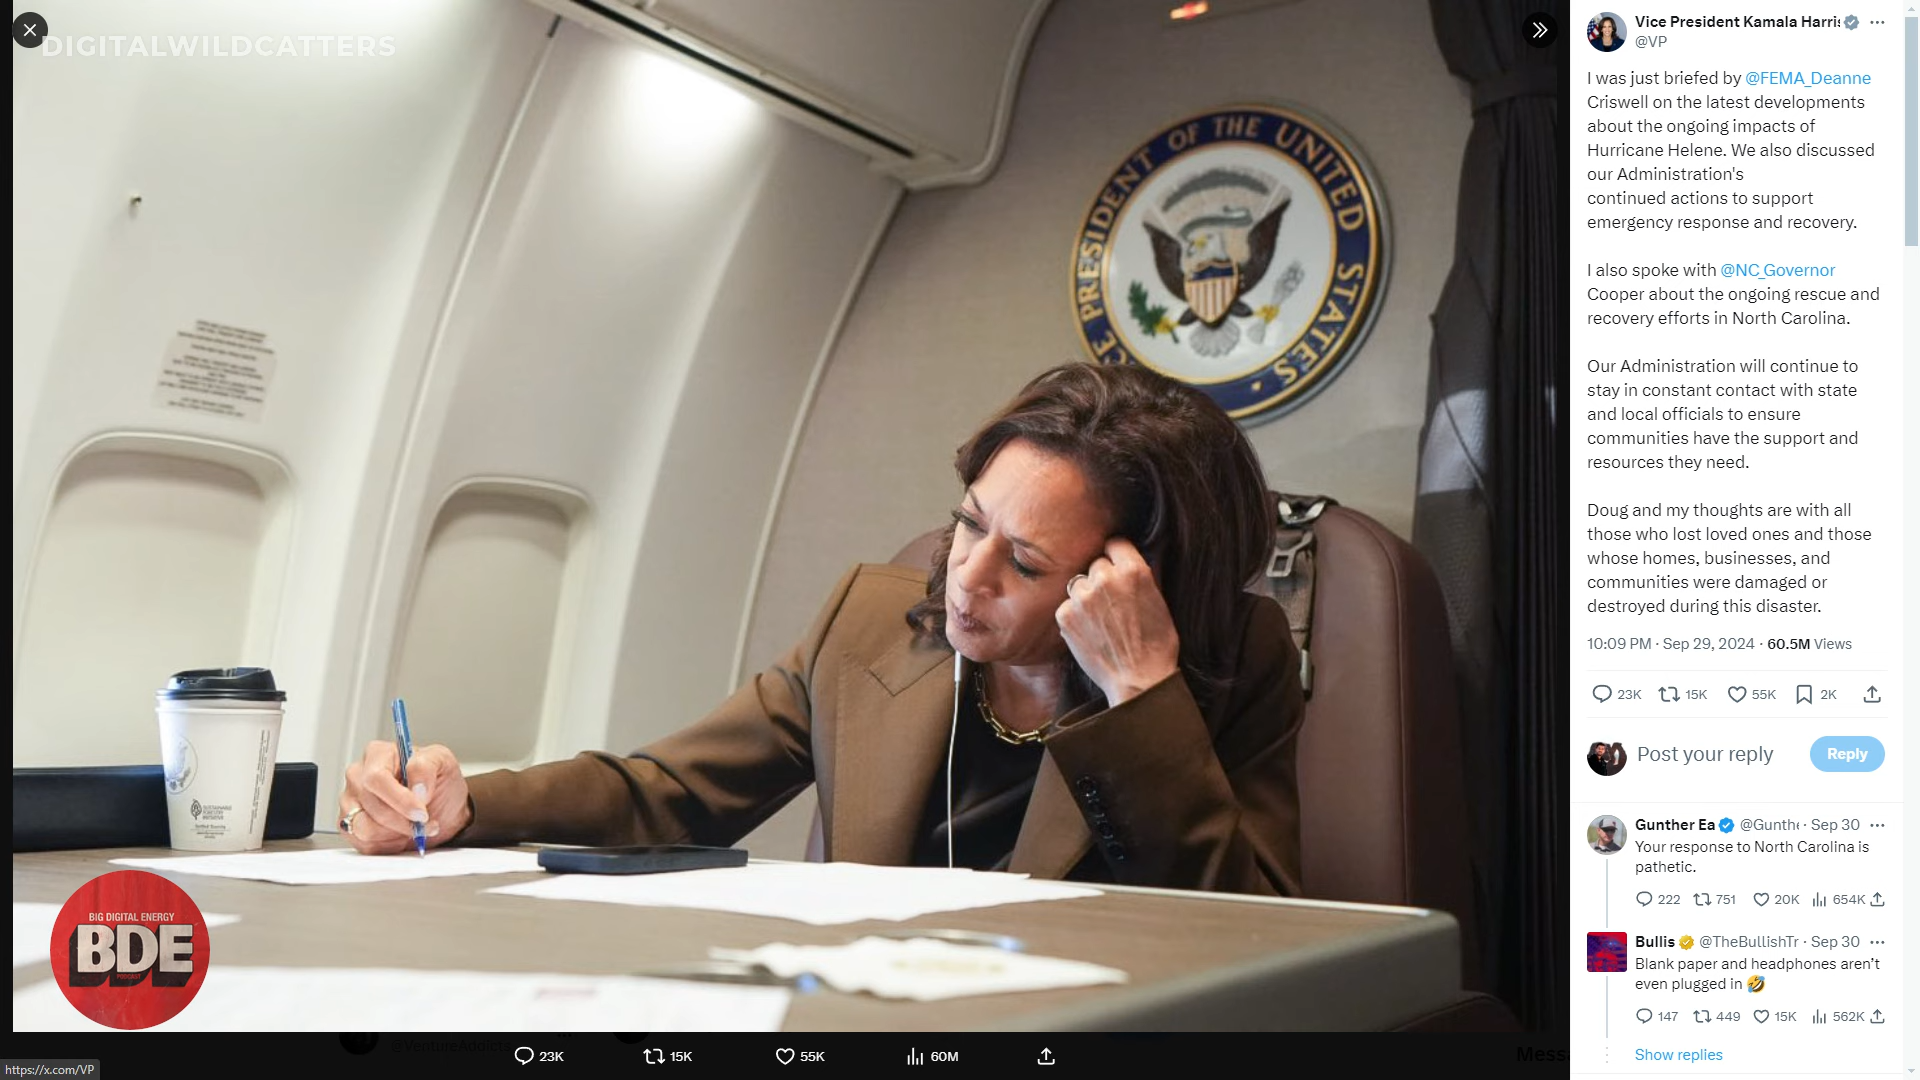 DIGITALWILDCATTERS
VICE PRESIDENT OF THE UNITED STATES
SUSTAINABLE
FORESTRY
INITIATIVE
BIG DIGITAL ENERGY
BDE
PODCAST
@VentureAddicts
23K
15K
55K
60M
Mess
https://x.com/VP
Vice President Kamala Harris
@VP
I was just briefed by @FEMA_Deanne
Criswell on the latest developments
about the ongoing impacts of
Hurricane Helene. We also discussed
our Administration's
continued actions to support
emergency response and recovery.
I also spoke with @NC_Governor
Cooper about the ongoing rescue and
recovery efforts in North Carolina.
Our Administration will continue to
stay in constant contact with state
and local officials to ensure
communities have the support and
resources they need.
Doug and my thoughts are with all
those who lost loved ones and those
whose homes, businesses, and
communities were damaged or
destroyed during this disaster.
10:09 PM · Sep 29, 2024 · 60.5M Views
23K 15K 55K 2K
Post your reply Reply
Gunther Ea @Gunthe · Sep 30
Your response to North Carolina is
pathetic.
222 751 20K 654K
Bullis @TheBullishTr · Sep 30
Blank paper and headphones aren't
even plugged in 🤣
147 449 15K 562K
Show replies